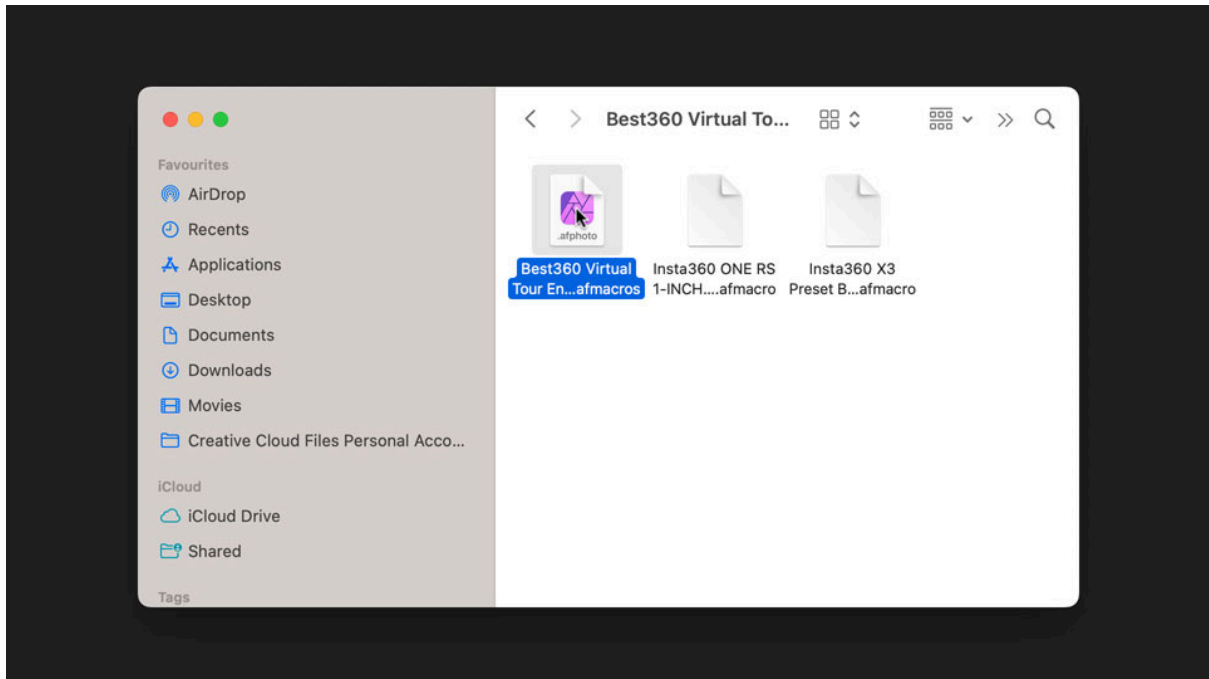 Best360 Virtual To...
Favourites
AirDrop
Recents
Applications
Desktop
Documents
Downloads
Movies
Creative Cloud Files Personal Acco...
iCloud
iCloud Drive
Shared
Tags
.afphoto
Best360 Virtual
Tour En...afmacros
Insta360 ONE RS
1-INCH....afmacro
Insta360 X3
Preset B...afmacro